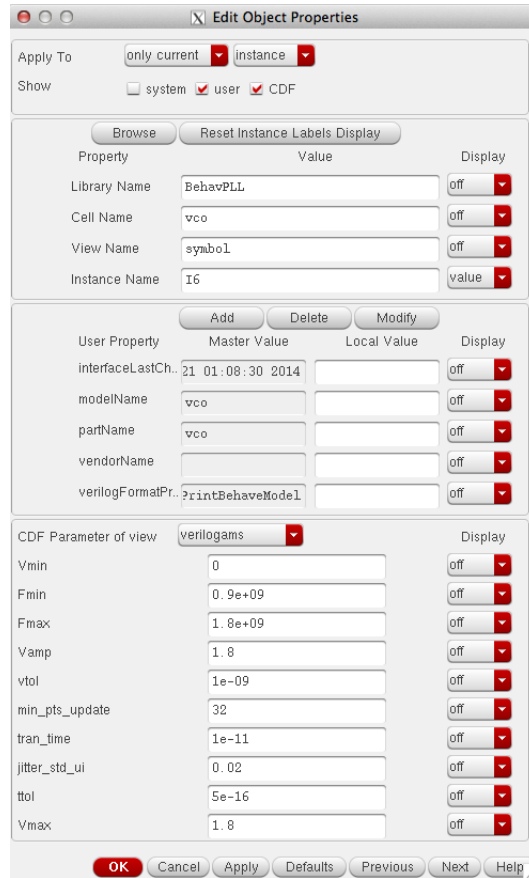 X Edit Object Properties
Apply To only current instance
Show system user CDF
Browse Reset Instance Labels Display
Property Value Display
Library Name BehavPLL off
Cell Name vco off
View Name symbol off
Instance Name I6 value
Add Delete Modify
User Property Master Value Local Value Display
interfaceLastCh.. 21 01:08:30 2014 off
modelName vco off
partName vco off
vendorName off
verilogFormatPr.. PrintBehaveModel off
CDF Parameter of view verilogams Display
Vmin 0 off
Fmin 0.9e+09 off
Fmax 1.8e+09 off
Vamp 1.8 off
vtol 1e-09 off
min_pts_update 32 off
tran_time 1e-11 off
jitter_std_ui 0.02 off
ttol 5e-16 off
Vmax 1.8 off
OK Cancel Apply Defaults Previous Next Help